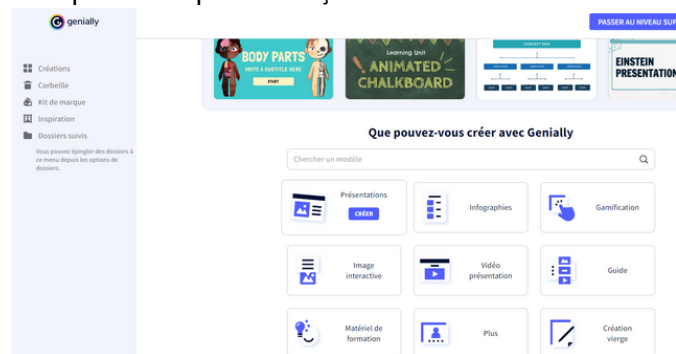 genially
PASSER AU NIVEAU SUP
Créations
Corbeille
Kit de marque
Inspiration
Dossiers suivis
Vous pouvez épingler des dossiers à
ce menu depuis les options de
dossiers.
BODY PARTS
WRITE A SUBTITLE HERE
START
Learning Unit
ANIMATED
CHALKBOARD
CONCEPT MAP
EINSTEIN
PRESENTATION
Que pouvez-vous créer avec Genially
Chercher un modèle
Présentations
CRÉER
Infographies
Gamification
Image
interactive
Vidéo
présentation
Guide
Matériel de
formation
Plus
Création
vierge